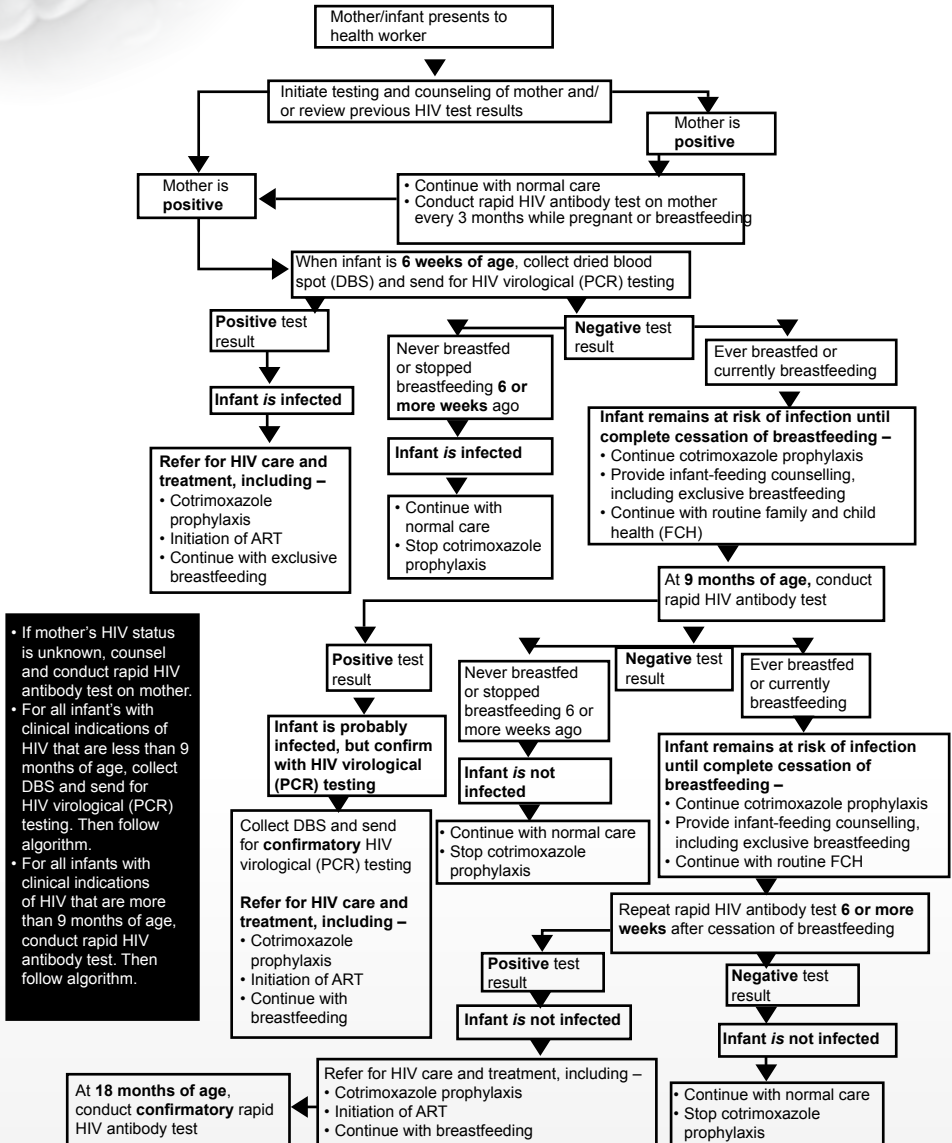 Mother/infant presents to
health worker
Initiate testing and counseling of mother and/
or review previous HIV test results
Mother is
positive
Mother is
positive
• Continue with normal care
• Conduct rapid HIV antibody test on mother
every 3 months while pregnant or breastfeeding
When infant is 6 weeks of age, collect dried blood
spot (DBS) and send for HIV virological (PCR) testing
Positive test
result
Negative test
result
Never breastfed
or stopped
breastfeeding 6 or
more weeks ago
Ever breastfed or
currently breastfeeding
Infant is infected
Infant is infected
Infant remains at risk of infection until
complete cessation of breastfeeding –
• Continue cotrimoxazole prophylaxis
• Provide infant-feeding counselling,
including exclusive breastfeeding
• Continue with routine family and child
health (FCH)
Refer for HIV care and
treatment, including –
• Cotrimoxazole
prophylaxis
• Initiation of ART
• Continue with exclusive
breastfeeding
• Continue with
normal care
• Stop cotrimoxazole
prophylaxis
At 9 months of age, conduct
rapid HIV antibody test
• If mother's HIV status
is unknown, counsel
and conduct rapid HIV
antibody test on mother.
• For all infant's with
clinical indications of
HIV that are less than 9
months of age, collect
DBS and send for
HIV virological (PCR)
testing. Then follow
algorithm.
• For all infants with
clinical indications
of HIV that are more
than 9 months of age,
conduct rapid HIV
antibody test. Then
follow algorithm.
Positive test
result
Never breastfed
or stopped
breastfeeding 6 or
more weeks ago
Negative test
result
Ever breastfed
or currently
breastfeeding
Infant is probably
infected, but confirm
with HIV virological
(PCR) testing
Infant is not
infected
Infant remains at risk of infection
until complete cessation of
breastfeeding –
• Continue cotrimoxazole prophylaxis
• Provide infant-feeding counselling,
including exclusive breastfeeding
• Continue with routine FCH
Collect DBS and send
for confirmatory HIV
virological (PCR) testing
Refer for HIV care and
treatment, including –
• Cotrimoxazole
prophylaxis
• Initiation of ART
• Continue with
breastfeeding
• Continue with normal care
• Stop cotrimoxazole
prophylaxis
Repeat rapid HIV antibody test 6 or more
weeks after cessation of breastfeeding
Positive test
result
Negative test
result
Infant is not infected
Infant is not infected
Refer for HIV care and treatment, including –
• Cotrimoxazole prophylaxis
• Initiation of ART
• Continue with breastfeeding
• Continue with normal care
• Stop cotrimoxazole
prophylaxis
At 18 months of age,
conduct confirmatory rapid
HIV antibody test